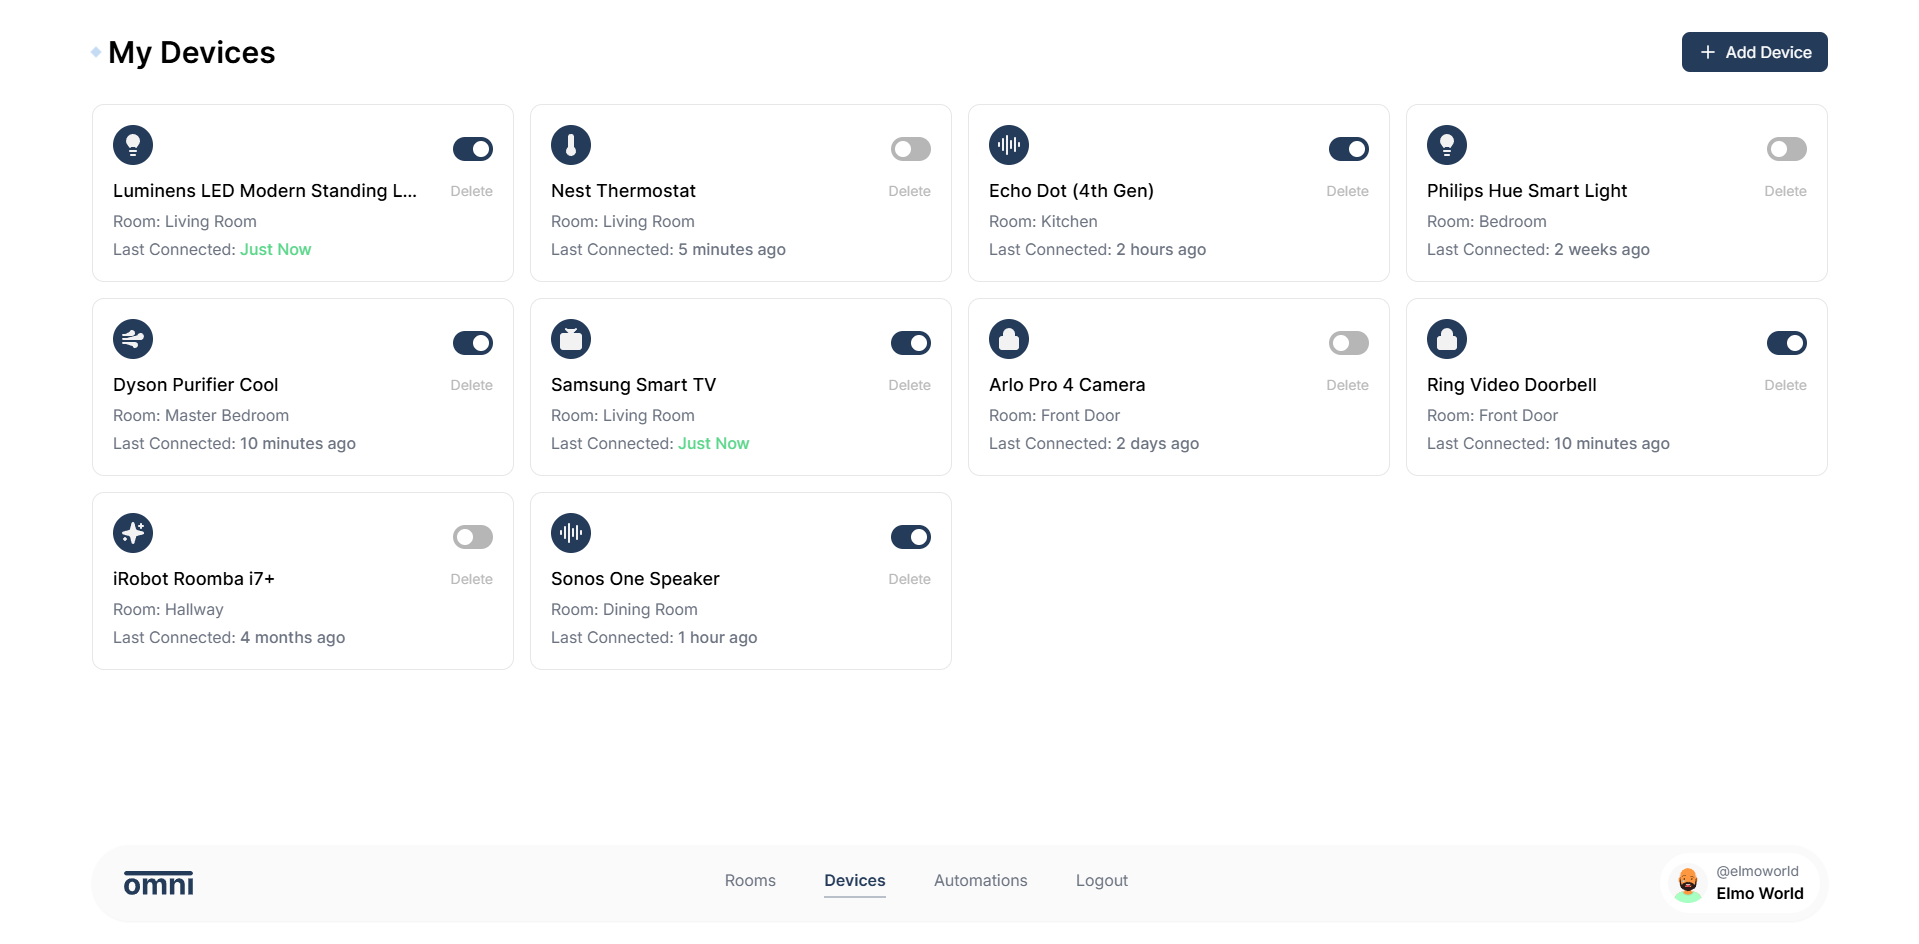 My Devices
Add Device
Luminens LED Modern Standing L...
Delete
Room: Living Room
Last Connected: Just Now
Nest Thermostat
Delete
Room: Living Room
Last Connected: 5 minutes ago
Echo Dot (4th Gen)
Delete
Room: Kitchen
Last Connected: 2 hours ago
Philips Hue Smart Light
Delete
Room: Bedroom
Last Connected: 2 weeks ago
Dyson Purifier Cool
Delete
Room: Master Bedroom
Last Connected: 10 minutes ago
Samsung Smart TV
Delete
Room: Living Room
Last Connected: Just Now
Arlo Pro 4 Camera
Delete
Room: Front Door
Last Connected: 2 days ago
Ring Video Doorbell
Delete
Room: Front Door
Last Connected: 10 minutes ago
iRobot Roomba i7+
Delete
Room: Hallway
Last Connected: 4 months ago
Sonos One Speaker
Delete
Room: Dining Room
Last Connected: 1 hour ago
omni
Rooms
Devices
Automations
Logout
@elmoworld
Elmo World